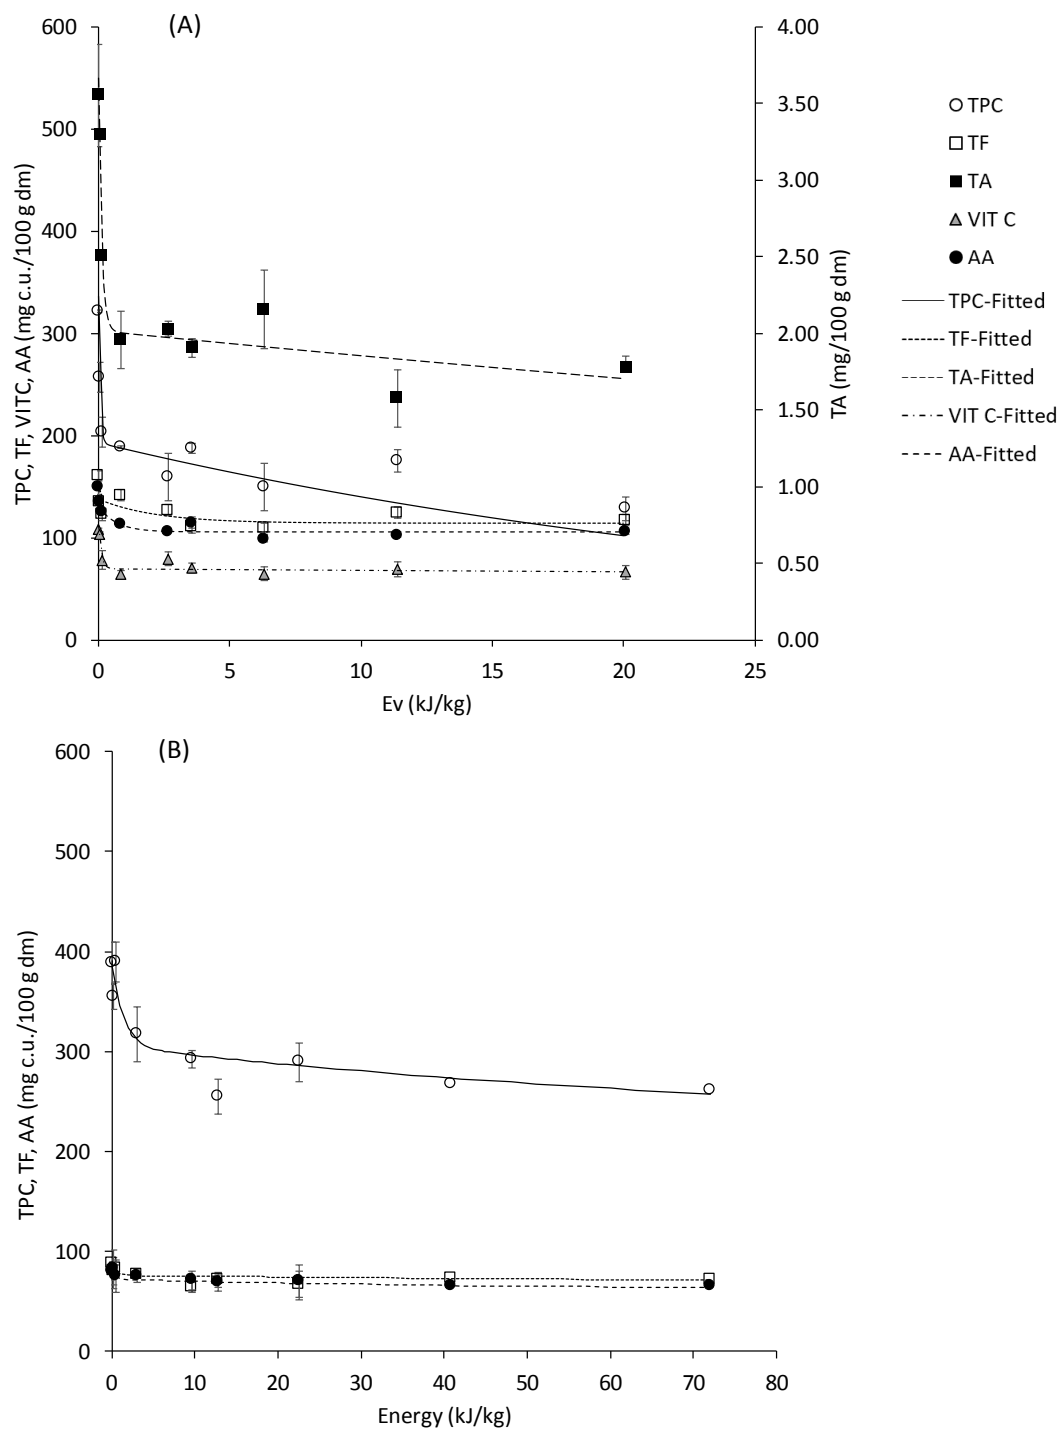 (A)
600
500
400
300
200
100
0
TPC, TF, VITC, AA (mg c.u./100 g dm)
4.00
3.50
3.00
2.50
2.00
1.50
1.00
0.50
0.00
TA (mg/100 g dm)
0 5 10 15 20 25
Ev (kJ/kg)
TPC
TF
TA
VIT C
AA
TPC-Fitted
TF-Fitted
TA-Fitted
VIT C-Fitted
AA-Fitted
(B)
600
500
400
300
200
100
0
TPC, TF, AA (mg c.u./100 g dm)
0 10 20 30 40 50 60 70 80
Energy (kJ/kg)